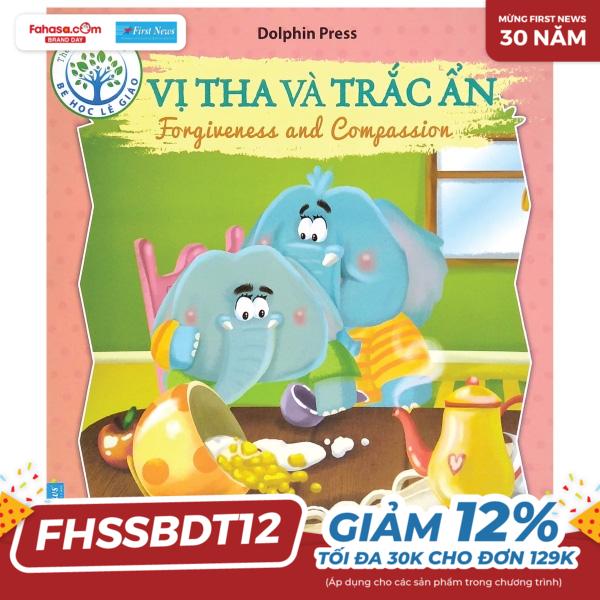 Fahasa.com
BRAND DAY
First News
MỪNG FIRST NEWS
30 NĂM
Dolphin Press
BÉ HỌC LỄ GIÁO
VỊ THA VÀ TRẮC ẨN
Forgiveness and Compassion
FHSSBDT12
GIẢM 12%
TỐI ĐA 30K CHO ĐƠN 129K
(Áp dụng cho các sản phẩm trong chương trình)